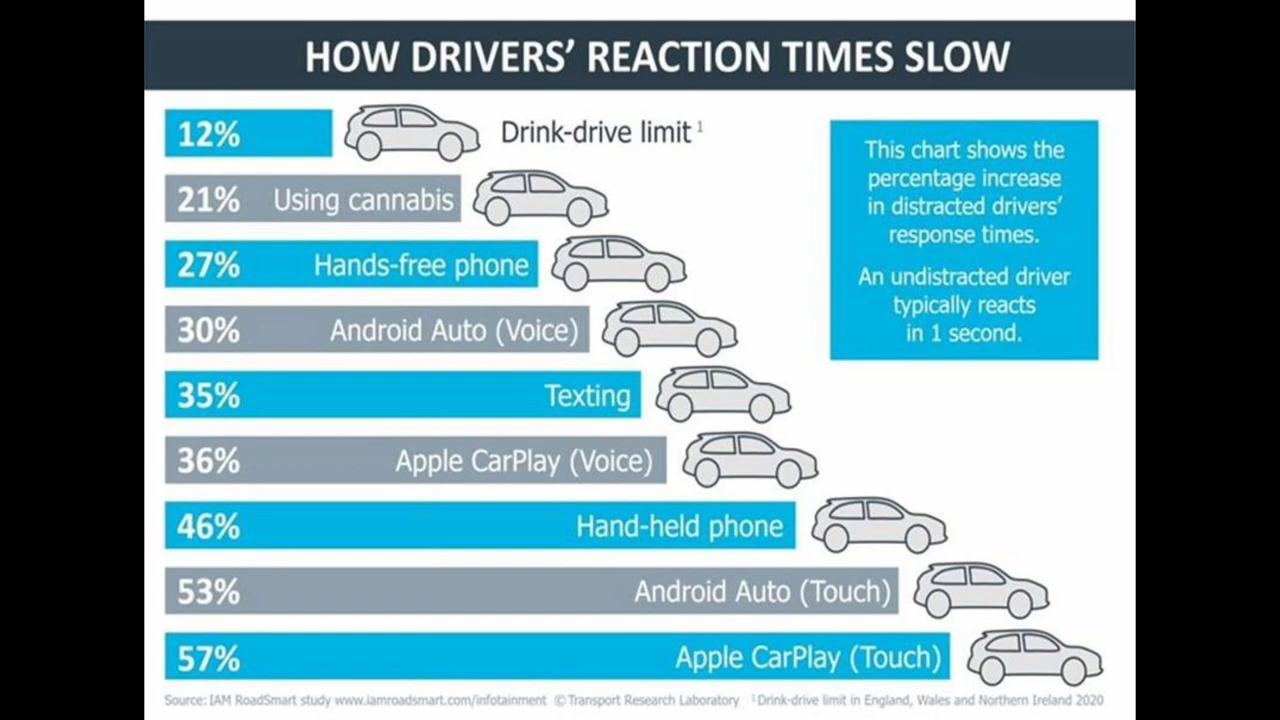 HOW DRIVERS' REACTION TIMES SLOW
12% Drink-drive limit ¹
21% Using cannabis
27% Hands-free phone
30% Android Auto (Voice)
35% Texting
36% Apple CarPlay (Voice)
46% Hand-held phone
53% Android Auto (Touch)
57% Apple CarPlay (Touch)
This chart shows the
percentage increase
in distracted drivers'
response times.
An undistracted driver
typically reacts
in 1 second.
Source: IAM RoadSmart study www.iamroadsmart.com/infotainment © Transport Research Laboratory ¹ Drink-drive limit in England, Wales and Northern Ireland 2020